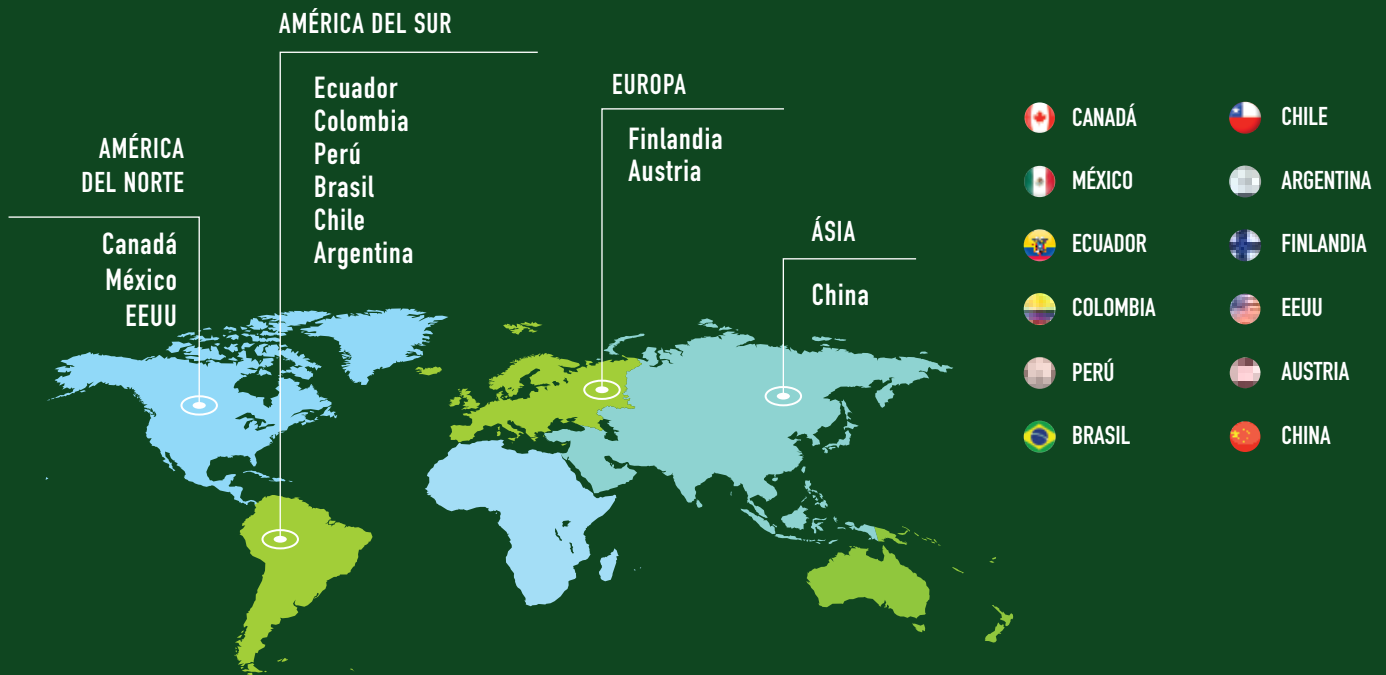 AMÉRICA DEL SUR
Ecuador
Colombia
Perú
Brasil
Chile
Argentina
EUROPA
Finlandia
Austria
AMÉRICA
DEL NORTE
Canadá
México
EEUU
ÁSIA
China
CANADÁ
CHILE
MÉXICO
ARGENTINA
ECUADOR
FINLANDIA
COLOMBIA
EEUU
PERÚ
AUSTRIA
BRASIL
CHINA